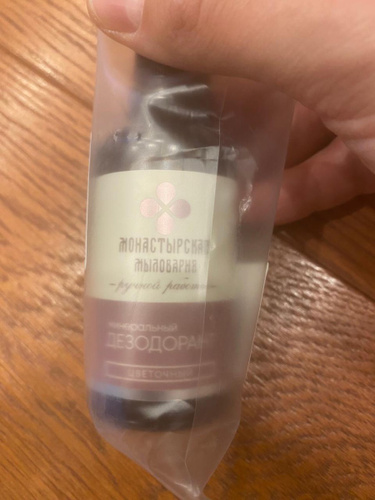 МОНАСТЫРСКАЯ
МЫЛОВАРНЯ
ручной работы
минеральный
ДЕЗОДОРАНТ
ЦВЕТОЧНЫЙ